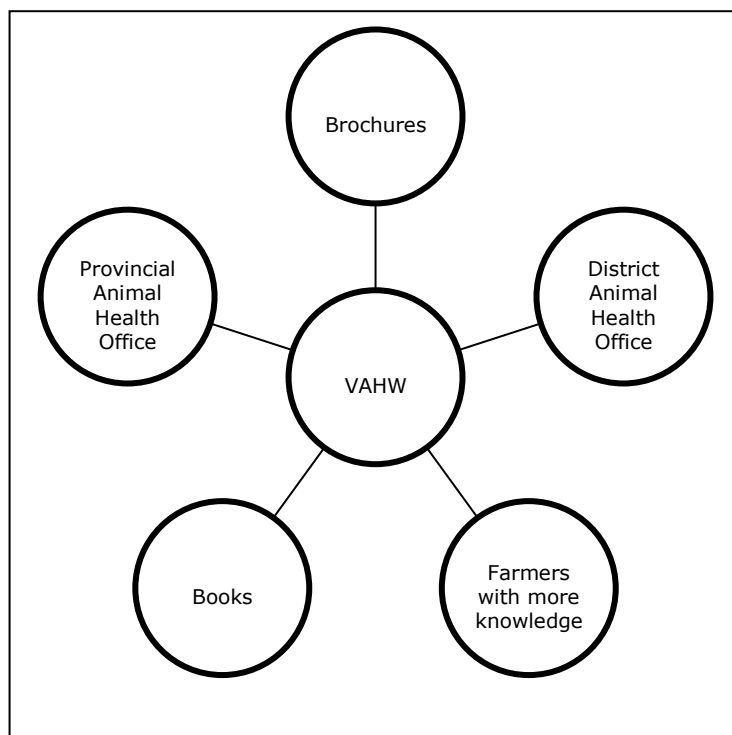 Brochures
Provincial
Animal
Health
Office
District
Animal
Health
Office
VAHW
Books
Farmers
with more
knowledge